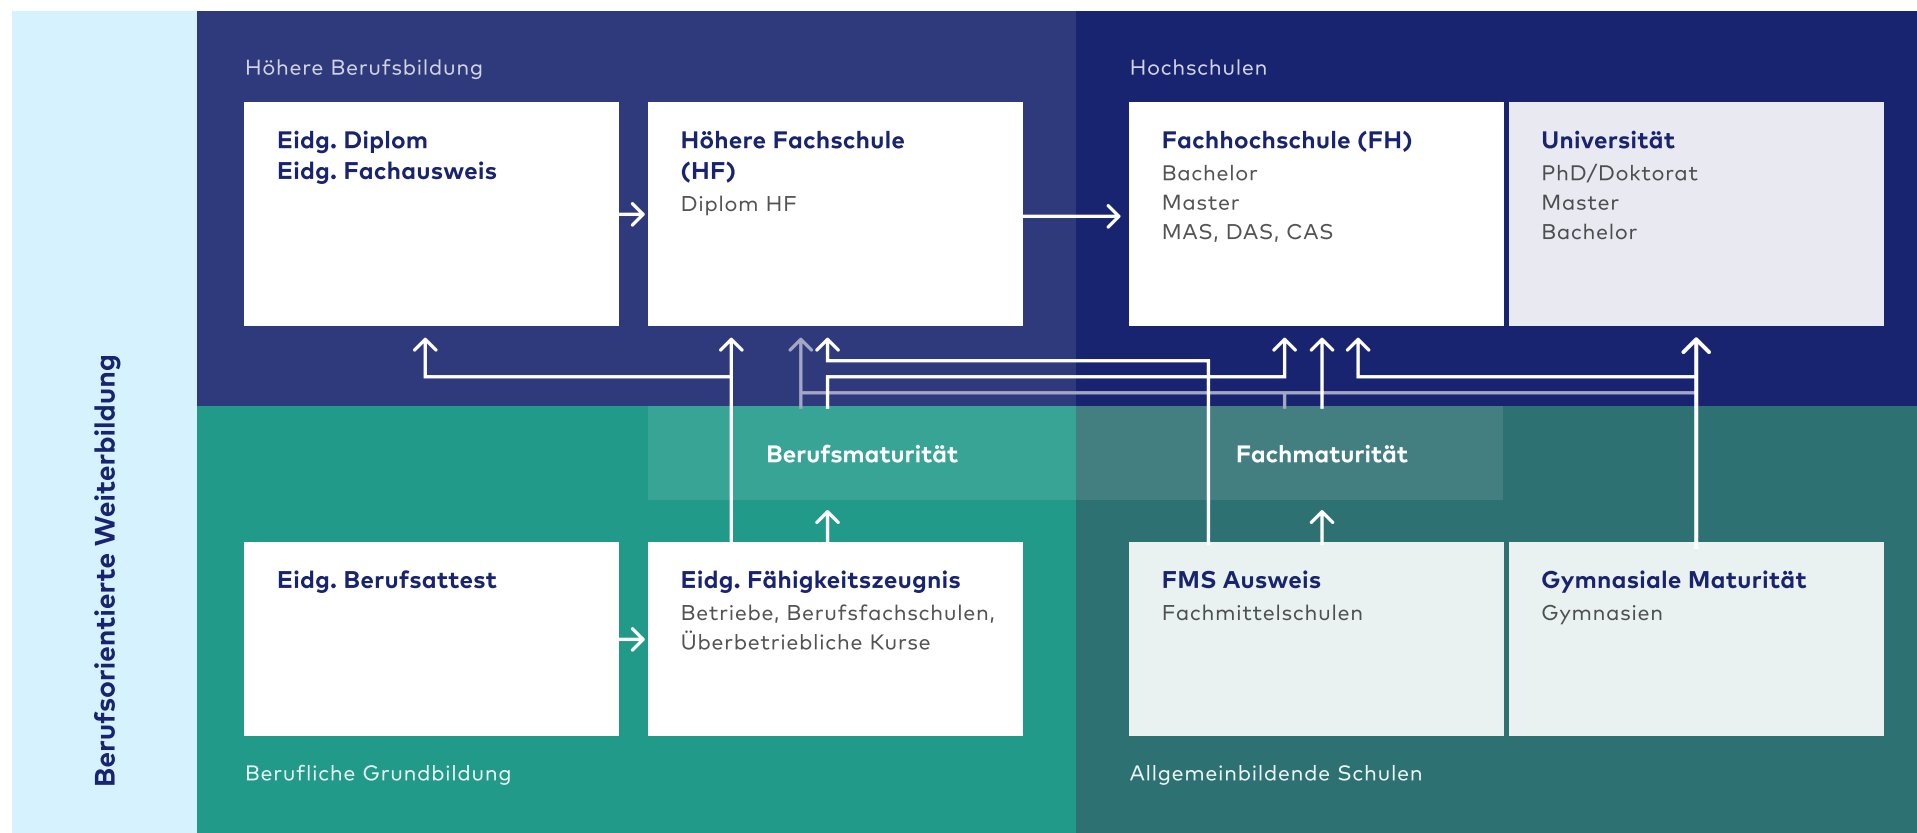 Berufsorientierte Weiterbildung
Höhere Berufsbildung
Eidg. Diplom
Eidg. Fachausweis
Höhere Fachschule
(HF)
Diplom HF
Hochschulen
Fachhochschule (FH)
Bachelor
Master
MAS, DAS, CAS
Universität
PhD/Doktorat
Master
Bachelor
Berufsmaturität
Fachmaturität
Eidg. Berufsattest
Eidg. Fähigkeitszeugnis
Betriebe, Berufsfachschulen,
Überbetriebliche Kurse
FMS Ausweis
Fachmittelschulen
Gymnasiale Maturität
Gymnasien
Berufliche Grundbildung
Allgemeinbildende Schulen